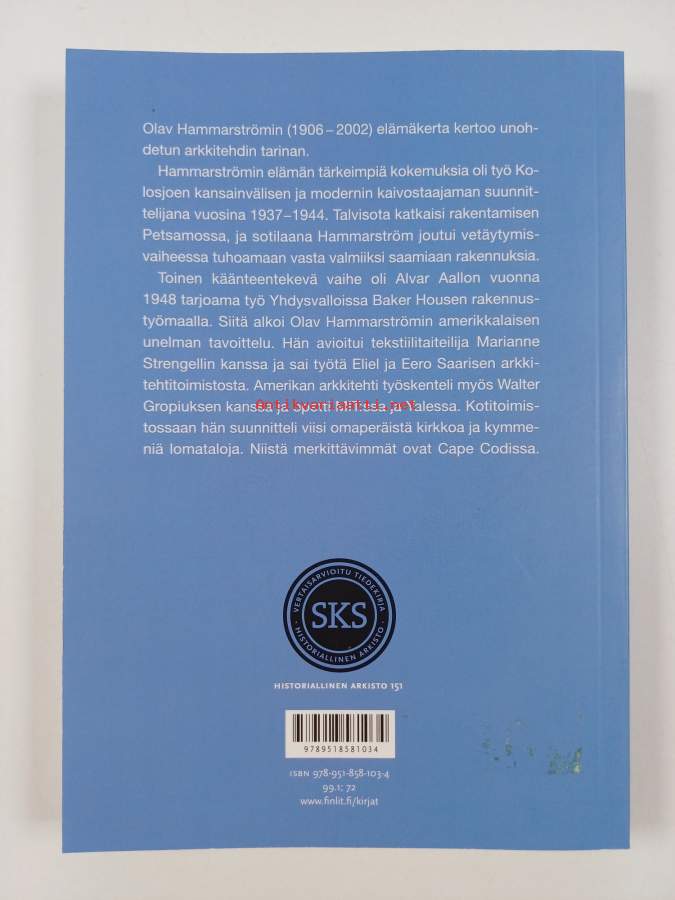 Olav Hammarströmin (1906–2002) elämäkerta kertoo unoh-
detun arkkitehdin tarinan.
Hammarströmin elämän tärkeimpiä kokemuksia oli työ Ko-
losjoen kansainvälisen ja modernin kaivostaajaman suunnit-
telijana vuosina 1937–1944. Talvisota katkaisi rakentamisen
Petsamossa, ja sotilaana Hammarström joutui vetäytymis-
vaiheessa tuhoamaan vasta valmiiksi saamiaan rakennuksia.
Toinen käänteentekevä vaihe oli Alvar Aallon vuonna
1948 tarjoama työ Yhdysvalloissa Baker Housen rakennus-
työmaalla. Siitä alkoi Olav Hammarströmin amerikkalaisen
unelman tavoittelu. Hän avioitui tekstiilitaiteilija Marianne
Strengellin kanssa ja sai työtä Eliel ja Eero Saarisen arkki-
tehtitoimistosta. Amerikan arkkitehti työskenteli myös Walter
Gropiuksen kanssa ja opetti ja Yalessa. Kotitoimis-
tossaan hän suunnitteli viisi omaperäistä kirkkoa ja kymme-
niä lomataloja. Niistä merkittävimmät ovat Cape Codissa.
Antikvariaatti.net
VERTAISARVIOITU TIEDEKIRJA
SKS
HISTORIALLINEN ARKISTO
HISTORIALLINEN ARKISTO 151
9789518581034
ISBN 978-951-858-103-4
99.1; 72
www.finlit.fi/kirjat